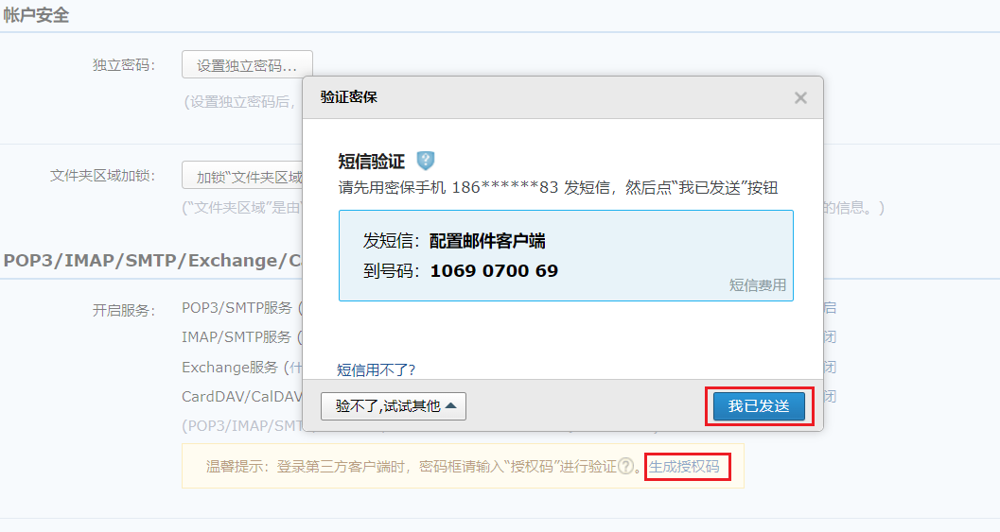 帐户安全
独立密码： 设置独立密码...
(设置独立密码后，
验证密保
短信验证
请先用密保手机 186******83 发短信，然后点“我已发送”按钮
文件夹区域加锁： 加锁“文件夹区域
(“文件夹区域”是由 的信息。)
发短信：配置邮件客户端
到号码：1069 0700 69
短信费用
POP3/IMAP/SMTP/Exchange/C
开启服务： POP3/SMTP服务 ( 启
IMAP/SMTP服务 ( 闭
Exchange服务 (什 闭
短信用不了?
CardDAV/CalDAV 闭
验不了,试试其他 我已发送
(POP3/IMAP/SMT
温馨提示：登录第三方客户端时，密码框请输入“授权码”进行验证。生成授权码